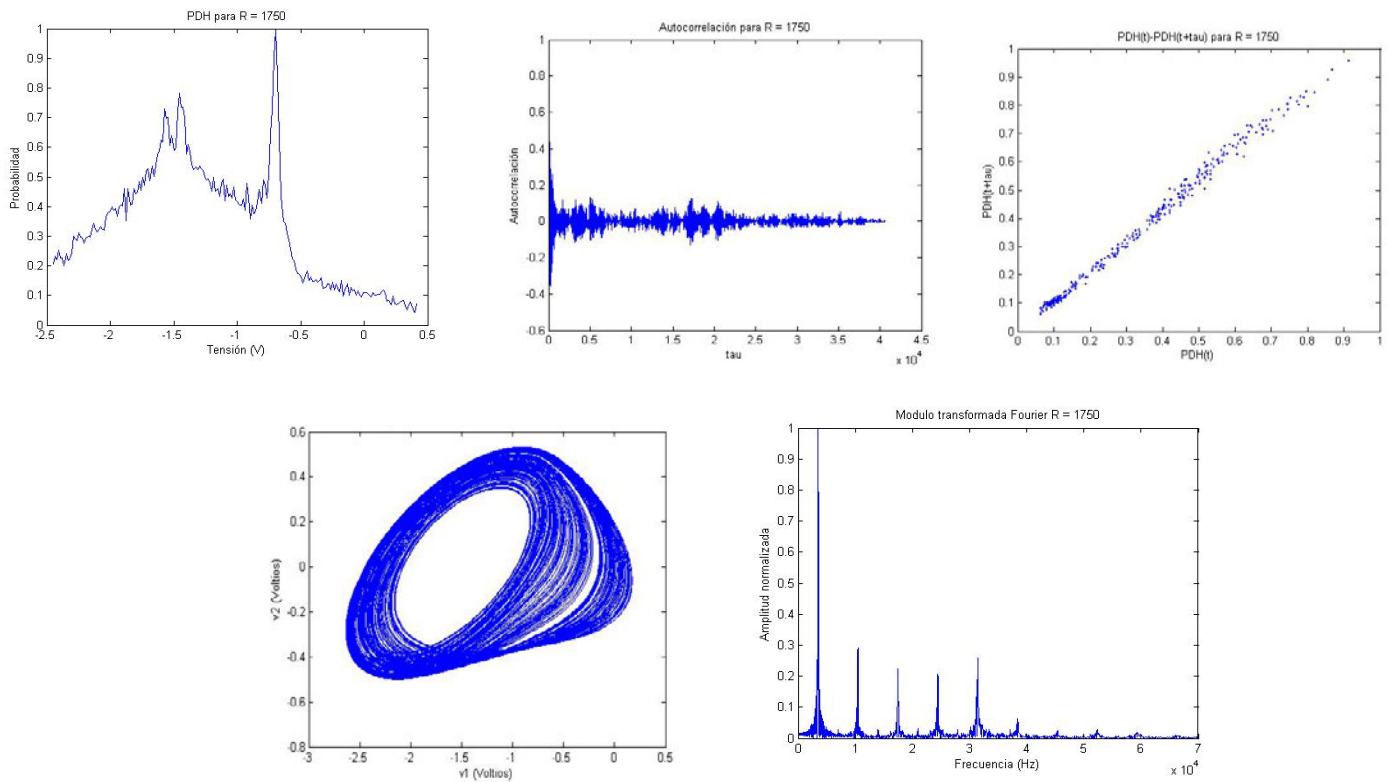 PDH para R = 1750
Probabilidad
1
0.9
0.8
0.7
0.6
0.5
0.4
0.3
0.2
0.1
0
-2.5 -2 -1.5 -1 -0.5 0 0.5
Tensión (V)
Autocorrelación para R = 1750
Autocorrelación
1
0.8
0.6
0.4
0.2
0
-0.2
-0.4
-0.6
0 0.5 1 1.5 2 2.5 3 3.5 4 4.5
tau
x 10^4
PDH(t)-PDH(t+tau) para R = 1750
PDH(t+tau)
1
0.9
0.8
0.7
0.6
0.5
0.4
0.3
0.2
0.1
0
0 0.1 0.2 0.3 0.4 0.5 0.6 0.7 0.8 0.9 1
PDH(t)
v2 (Voltios)
0.6
0.4
0.2
0
-0.2
-0.4
-0.6
-0.8
-3 -2.5 -2 -1.5 -1 -0.5 0 0.5
v1 (Voltios)
Modulo transformada Fourier R = 1750
Amplitud normalizada
1
0.9
0.8
0.7
0.6
0.5
0.4
0.3
0.2
0.1
0
0 1 2 3 4 5 6 7
Frecuencia (Hz)
x 10^4